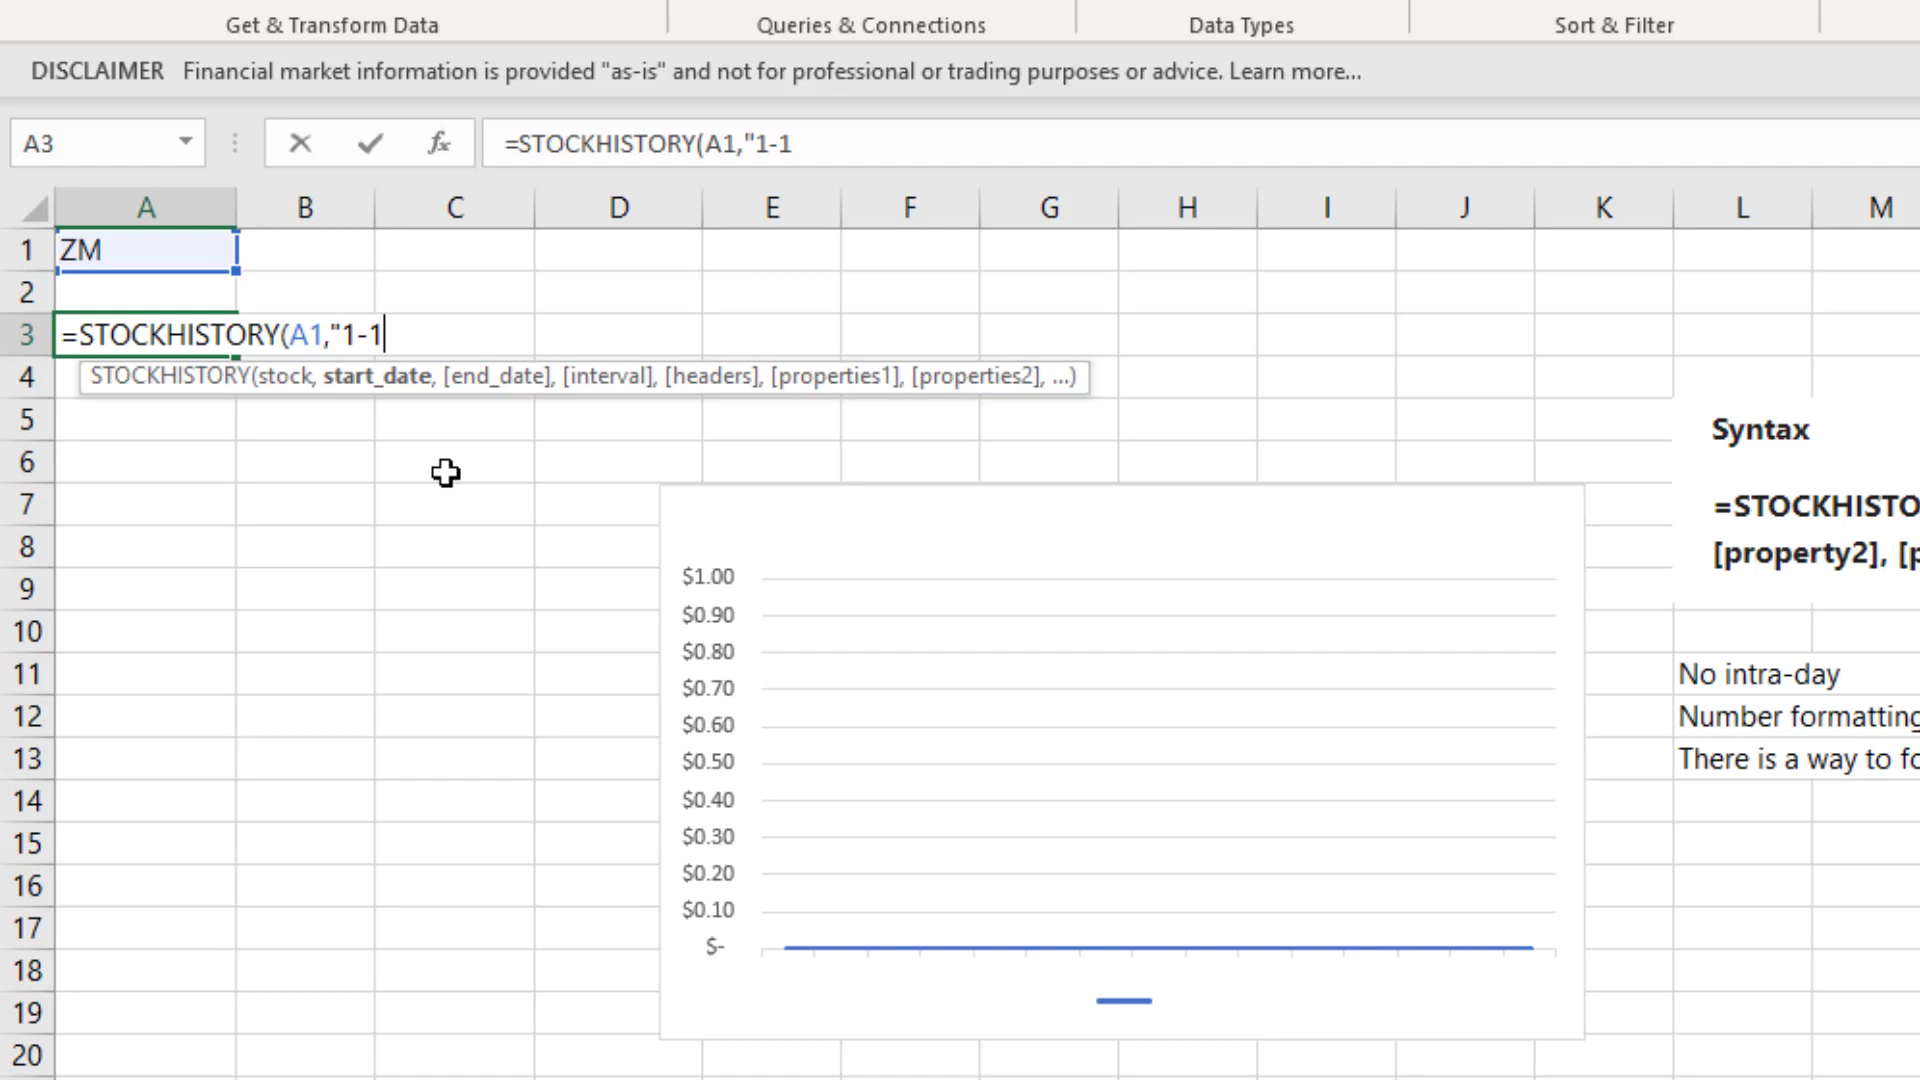 Get & Transform Data Queries & Connections Data Types Sort & Filter
DISCLAIMER Financial market information is provided "as-is" and not for professional or trading purposes or advice. Learn more...
A3 fx =STOCKHISTORY(A1,"1-1
A B C D E F G H I J K L M
1 ZM
2
3 =STOCKHISTORY(A1,"1-1
4 STOCKHISTORY(stock, start_date, [end_date], [interval], [headers], [properties1], [properties2], ...)
5 Syntax
6
7 =STOCKHISTO
8 [property2], [p
$1.00
9 $0.90
10 $0.80
11 $0.70 No intra-day
12 $0.60 Number formatting
13 $0.50 There is a way to fo
14 $0.40
15 $0.30
16 $0.20
17 $0.10
18 $-
19
20